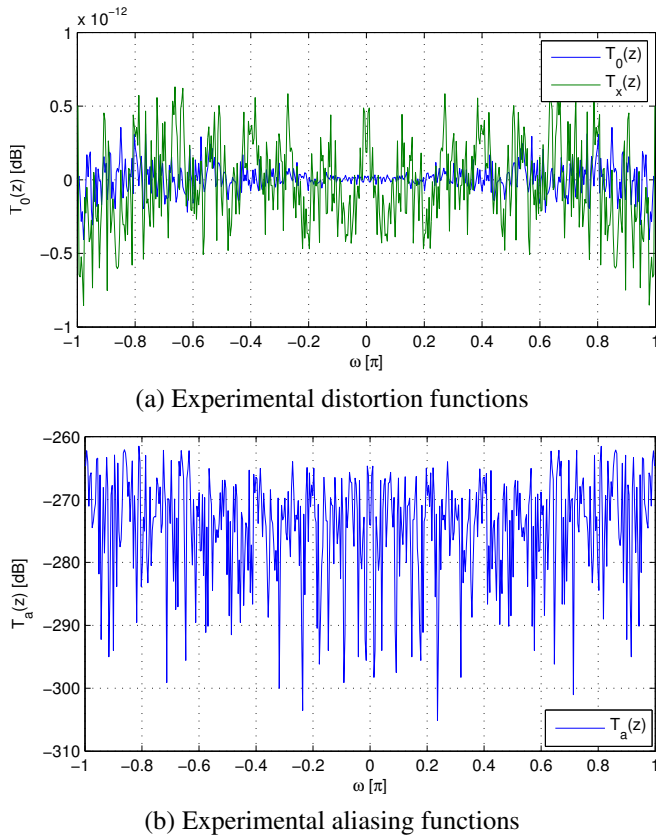 x 10^-12
1
0.5
0
−0.5
−1
T_0(z) [dB]
T_0(z)
T_x(z)
−1 −0.8 −0.6 −0.4 −0.2 0 0.2 0.4 0.6 0.8 1
ω [π]
(a) Experimental distortion functions
−260
−270
−280
−290
−300
−310
T_a(z) [dB]
T_a(z)
−1 −0.8 −0.6 −0.4 −0.2 0 0.2 0.4 0.6 0.8 1
ω [π]
(b) Experimental aliasing functions